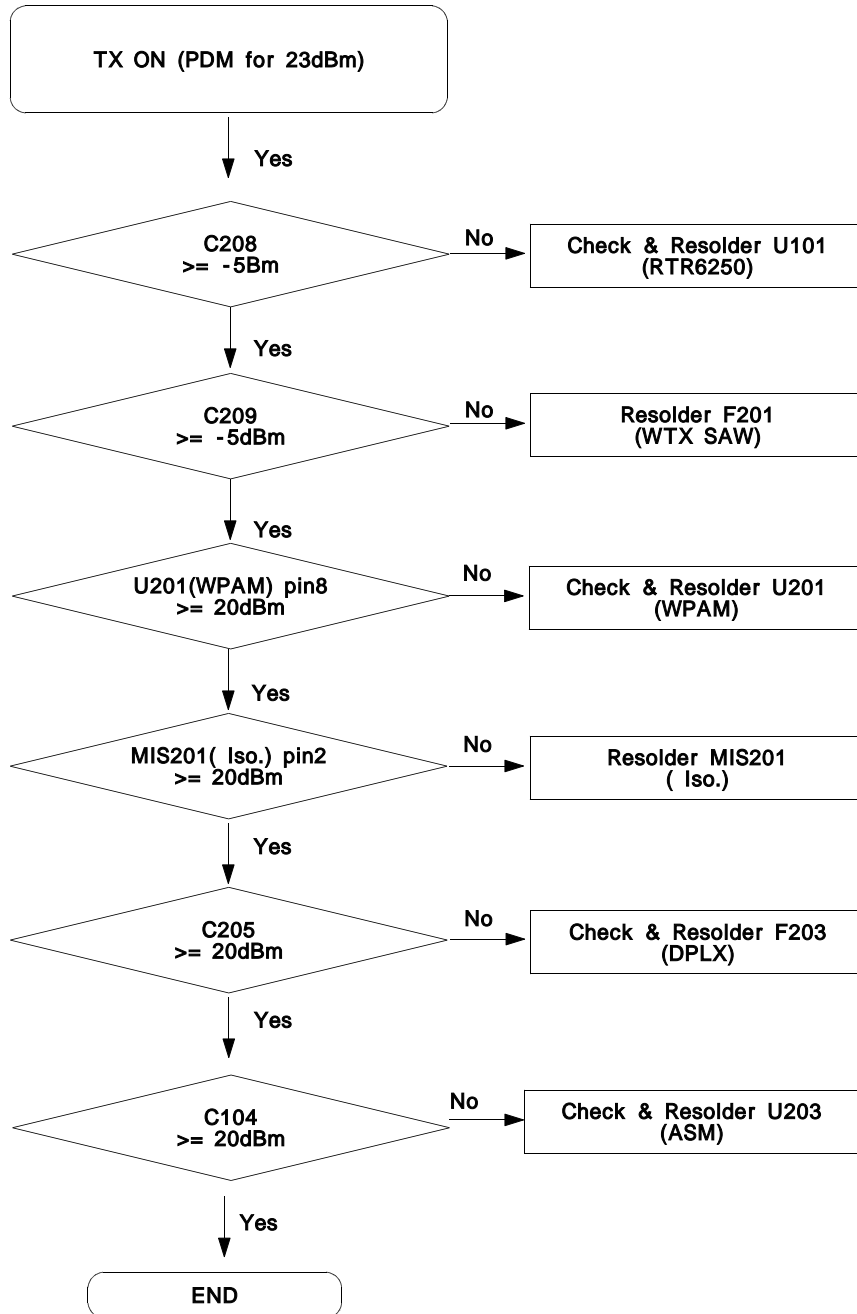 TX ON (PDM for 23dBm)
Yes
C208
>= -5Bm
No
Check & Resolder U101
(RTR6250)
Yes
C209
>= -5dBm
No
Resolder F201
(WTX SAW)
Yes
U201(WPAM) pin8
>= 20dBm
No
Check & Resolder U201
(WPAM)
Yes
MIS201( Iso.) pin2
>= 20dBm
No
Resolder MIS201
( Iso.)
Yes
C205
>= 20dBm
No
Check & Resolder F203
(DPLX)
Yes
C104
>= 20dBm
No
Check & Resolder U203
(ASM)
Yes
END